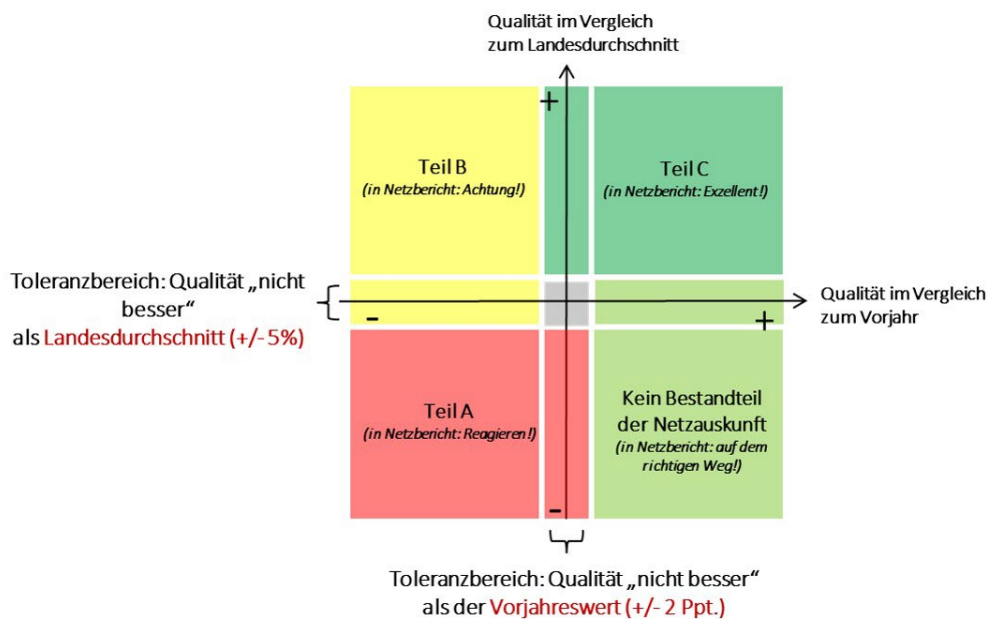 Qualität im Vergleich
zum Landesdurchschnitt
+
Teil B
(in Netzbericht: Achtung!)
Teil C
(in Netzbericht: Exzellent!)
Toleranzbereich: Qualität „nicht
besser“
als Landesdurchschnitt (+/- 5%)
-
+
Qualität im Vergleich
zum Vorjahr
Teil A
(in Netzbericht: Reagieren!)
Kein Bestandteil
der Netzauskunft
(in Netzbericht: auf dem
richtigen Weg!)
-
Toleranzbereich: Qualität „nicht besser“
als der Vorjahreswert (+/- 2 Ppt.)